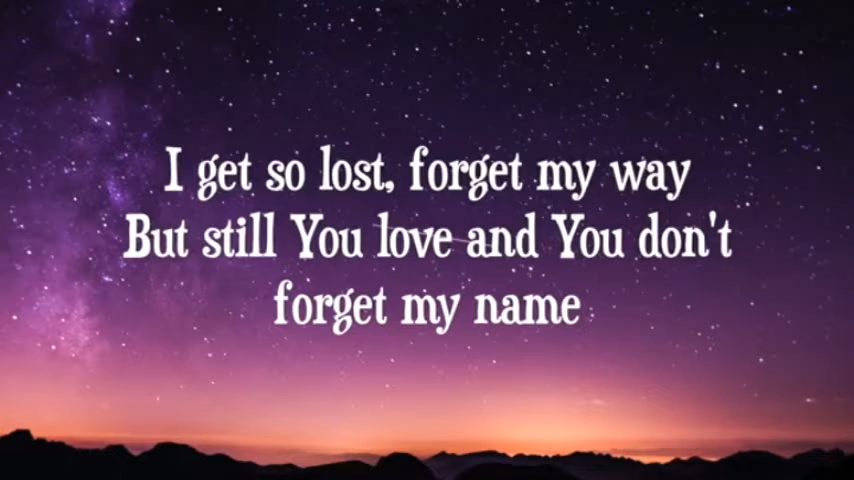 I get so lost, forget my way
But still You love and You don't
forget my name